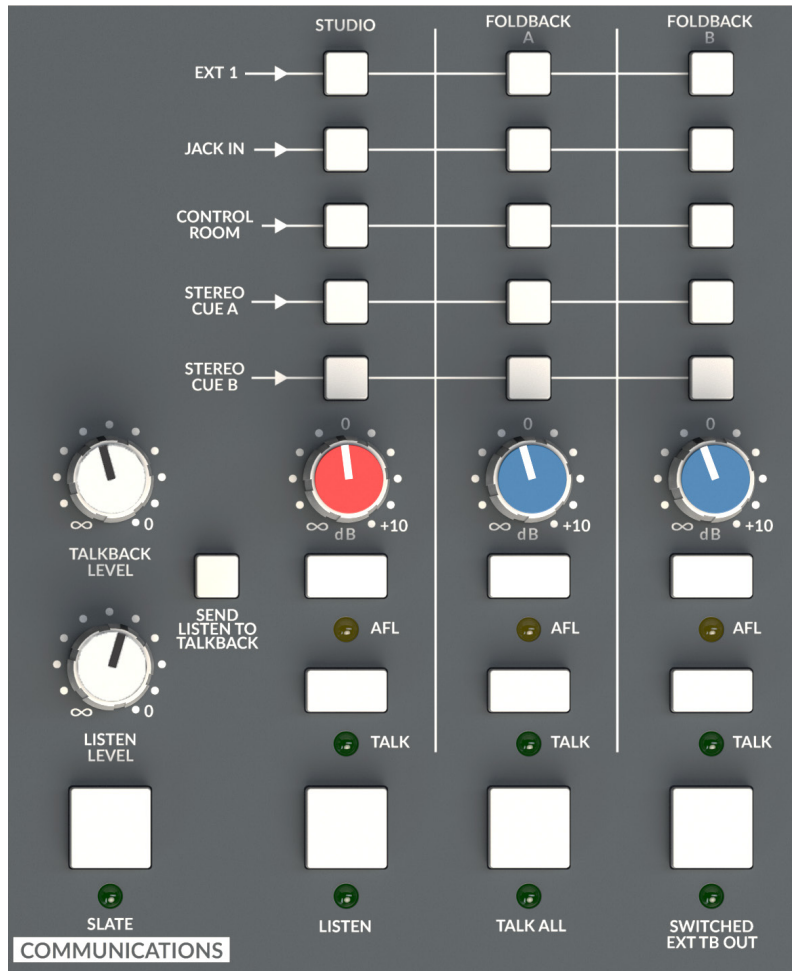 STUDIO
FOLDBACK
A
FOLDBACK
B
EXT 1
JACK IN
CONTROL
ROOM
STEREO
CUE A
STEREO
CUE B
0
0
0
∞
0
∞
+10
dB
∞
+10
dB
∞
+10
dB
TALKBACK
LEVEL
SEND
LISTEN TO
TALKBACK
AFL
AFL
AFL
∞
0
LISTEN
LEVEL
TALK
TALK
TALK
SLATE
LISTEN
TALK ALL
SWITCHED
EXT TB OUT
COMMUNICATIONS